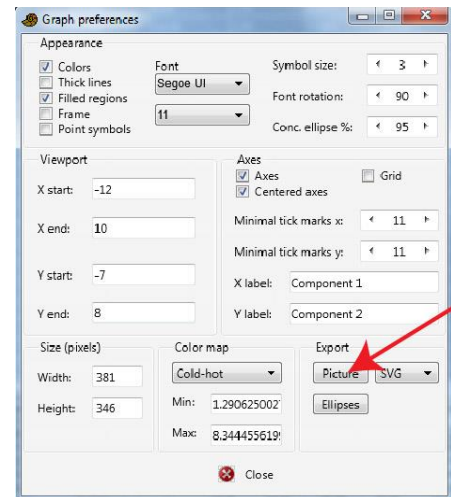 Graph preferences
Appearance
Colors
Thick lines
Filled regions
Frame
Point symbols
Font
Segoe UI
11
Symbol size: 3
Font rotation: 90
Conc. ellipse %: 95
Viewport
X start: -12
X end: 10
Y start: -7
Y end: 8
Axes
Axes Grid
Centered axes
Minimal tick marks x: 11
Minimal tick marks y: 11
X label: Component 1
Y label: Component 2
Size (pixels)
Width: 381
Height: 346
Color map
Cold-hot
Min: 1.290625002
Max: 8.344455619
Export
Picture SVG
Ellipses
Close